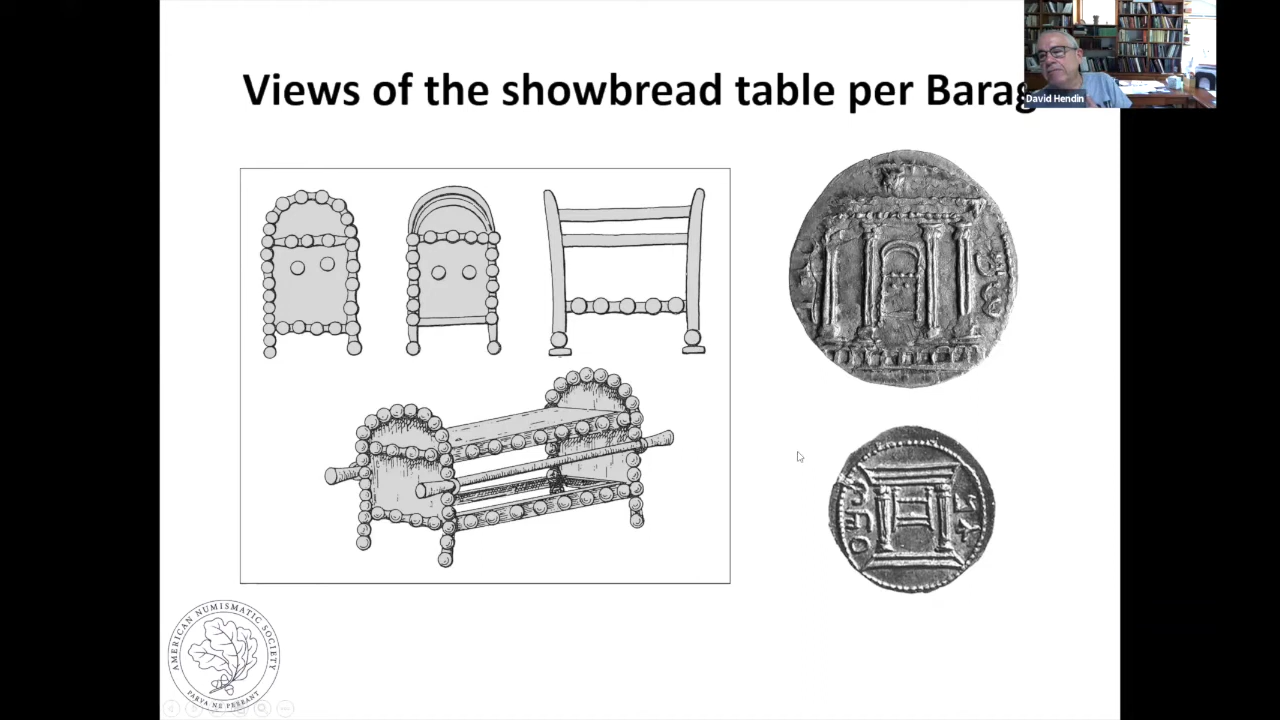 Views of the showbread table per Barag
David Hendin
AMERICAN NUMISMATIC SOCIETY
PARVA NE PEREANT